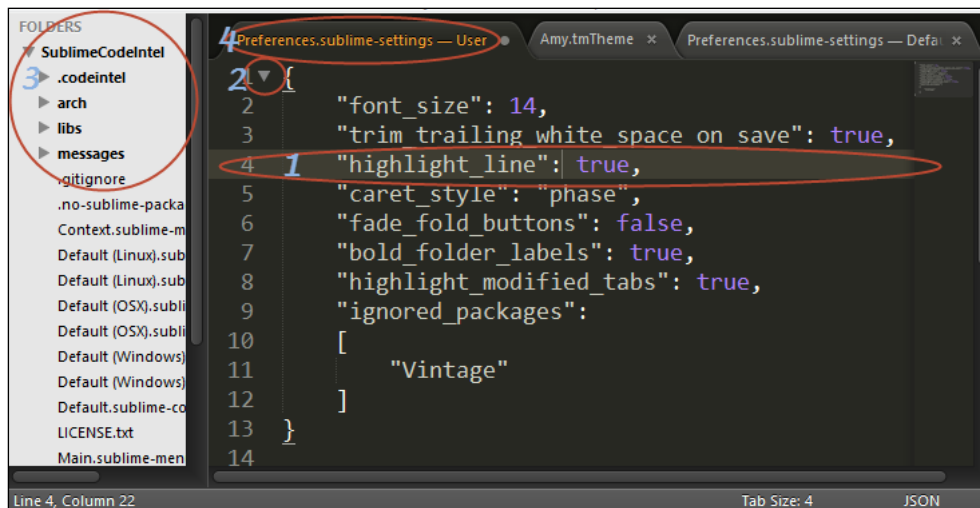 FOLDERS
SublimeCodeIntel
3 .codeintel
arch
libs
messages
.gitignore
.no-sublime-packa
Context.sublime-m
Default (Linux).sub
Default (Linux).sub
Default (OSX).subli
Default (OSX).subli
Default (Windows)
Default (Windows)
Default.sublime-co
LICENSE.txt
Main.sublime-men
4 Preferences.sublime-settings — User
Amy.tmTheme ×
Preferences.sublime-settings — Defau ×
2
1 {
2 "font_size": 14,
3 "trim_trailing_white_space_on_save": true,
4 1 "highlight_line": true,
5 "caret_style": "phase",
6 "fade_fold_buttons": false,
7 "bold_folder_labels": true,
8 "highlight_modified_tabs": true,
9 "ignored_packages":
10 [
11 "Vintage"
12 ]
13 }
14
Line 4, Column 22
Tab Size: 4
JSON